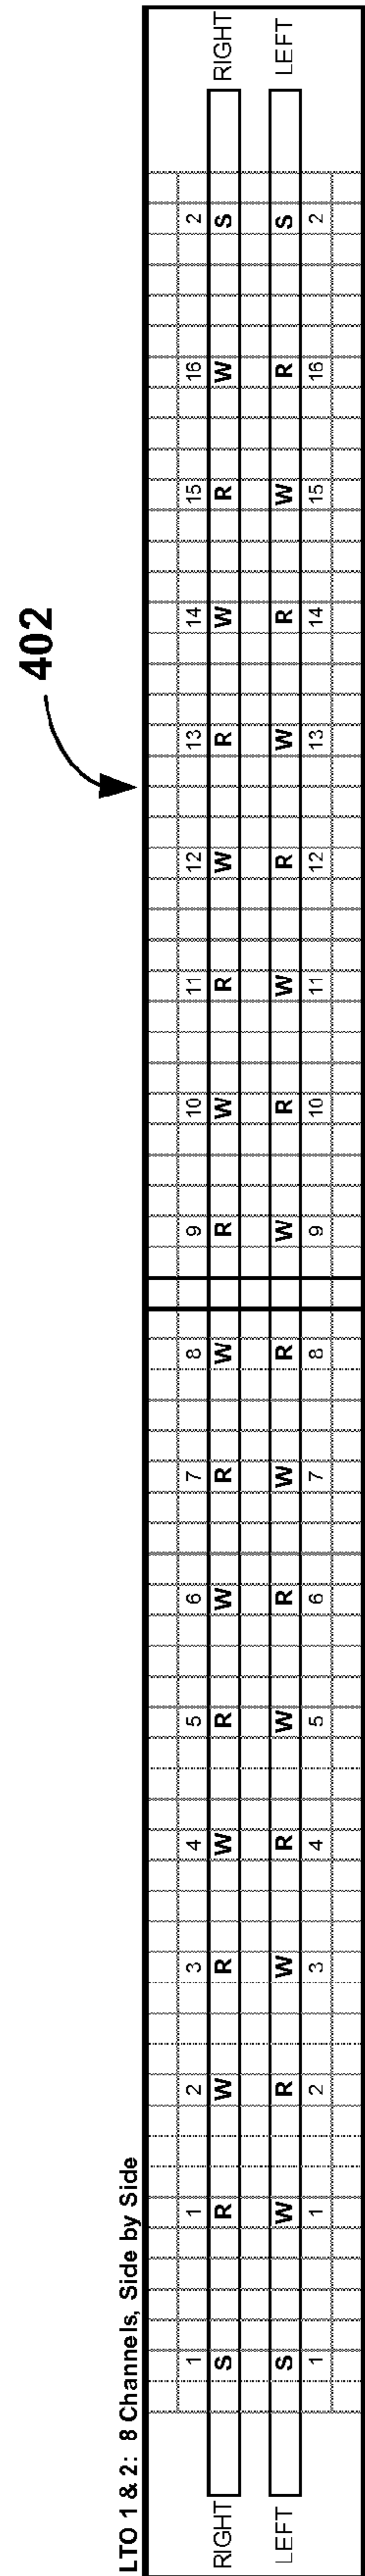 402
LTO 1 & 2: 8 Channels, Side by Side
1 1 2 3 4 5 6 7 8 9 10 11 12 13 14 15 16 2
RIGHT S R W R W R W R W R W R W R W R W S RIGHT
LEFT S W R W R W R W R W R W R W R W R S LEFT
1 1 2 3 4 5 6 7 8 9 10 11 12 13 14 15 16 2